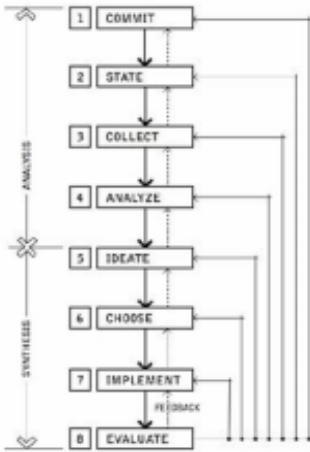 1 COMMIT
2 STATE
3 COLLECT
4 ANALYZE
ANALYSIS
5 IDEATE
6 CHOOSE
7 IMPLEMENT
FEEDBACK
8 EVALUATE
SYNTHESIS